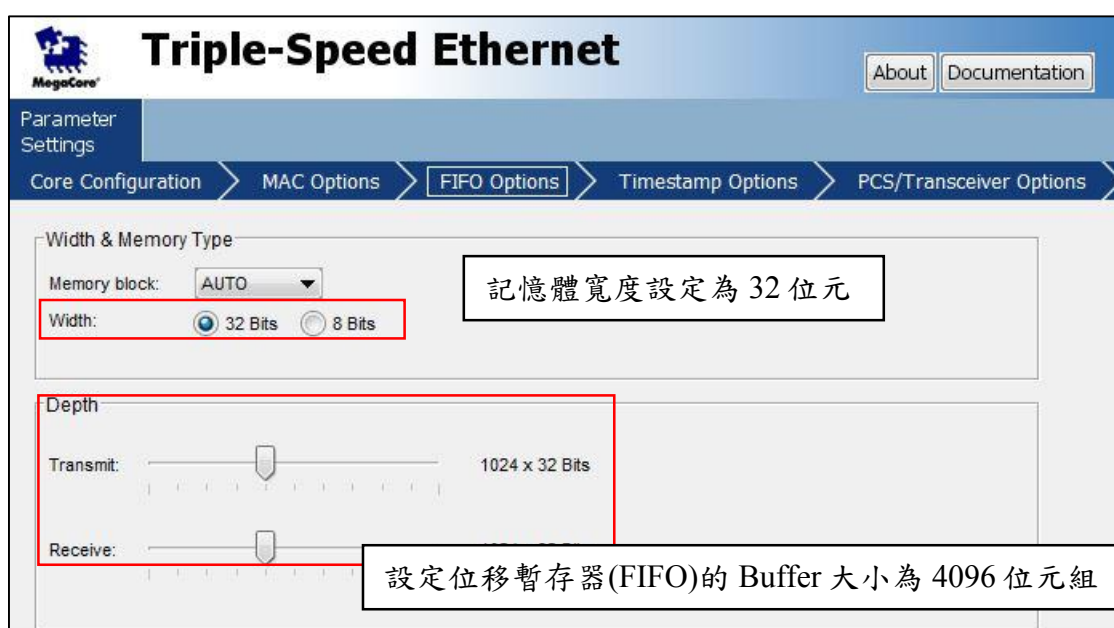 Triple-Speed Ethernet
MegaCore®
About Documentation
Parameter
Settings
Core Configuration MAC Options FIFO Options Timestamp Options PCS/Transceiver Options
Width & Memory Type
Memory block: AUTO
記憶體寬度設定為 32 位元
Width: 32 Bits 8 Bits
Depth
Transmit: 1024 x 32 Bits
Receive:
設定位移暫存器(FIFO)的 Buffer 大小為 4096 位元組